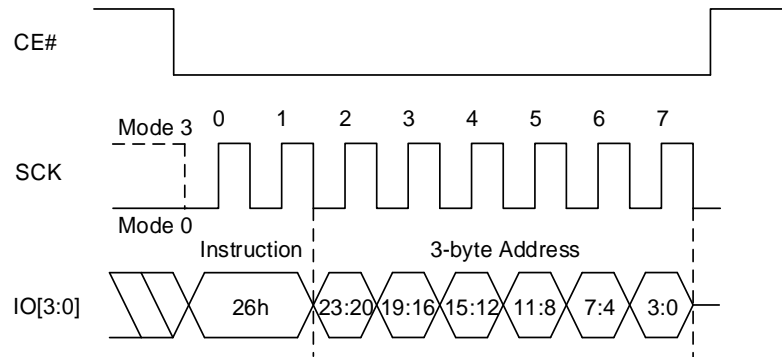 CE#
0 1 2 3 4 5 6 7
Mode 3
SCK
Mode 0
Instruction 3-byte Address
IO[3:0] 26h 23:20 19:16 15:12 11:8 7:4 3:0